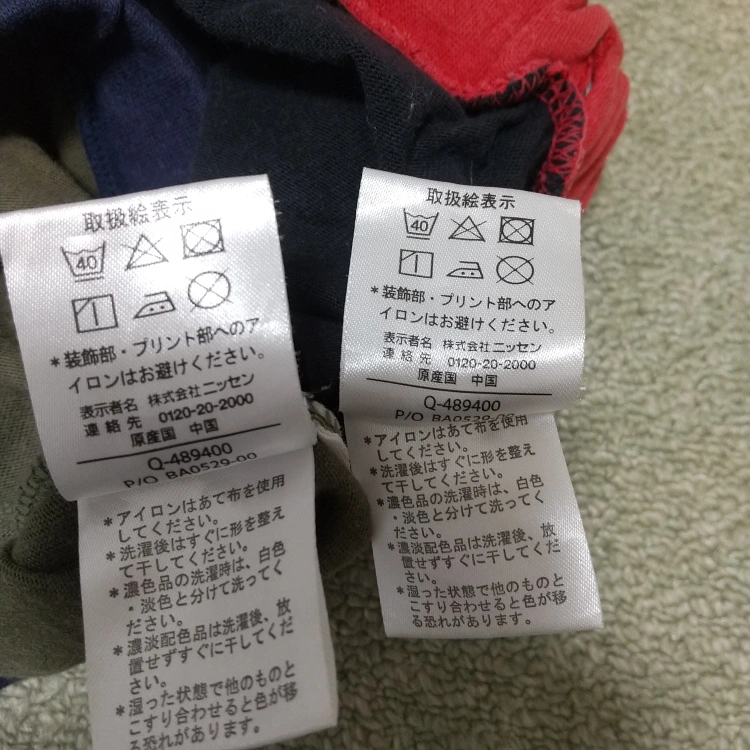 取扱絵表示
40
*装飾部・プリント部へのア
イロンはお避けください。
表示者名 株式会社ニッセン
連絡先 0120-20-2000
原産国 中国
Q-489400
P/O BA0529-00
*アイロンはあて布を使用
してください。
*洗濯後はすぐに形を整え
て干してください。
*濃色品の洗濯時は、白色
・淡色と分けて洗ってく
ださい。
*濃淡配色品は洗濯後、放
置せずすぐに干してくだ
さい。
*湿った状態で他のものと
こすり合わせると色が移
る恐れがあります。
取扱絵表示
40
*装飾部・プリント部へのア
イロンはお避けください。
表示者名 株式会社ニッセン
連絡先 0120-20-2000
原産国 中国
Q-489400
P/O BA0529-00
*アイロンはあて布を使用
してください。
*洗濯後はすぐに形を整え
て干してください。
*濃色品の洗濯時は、白色
・淡色と分けて洗ってく
ださい。
*濃淡配色品は洗濯後、放
置せずすぐに干してくだ
さい。
*湿った状態で他のものと
こすり合わせると色が移
る恐れがあります。